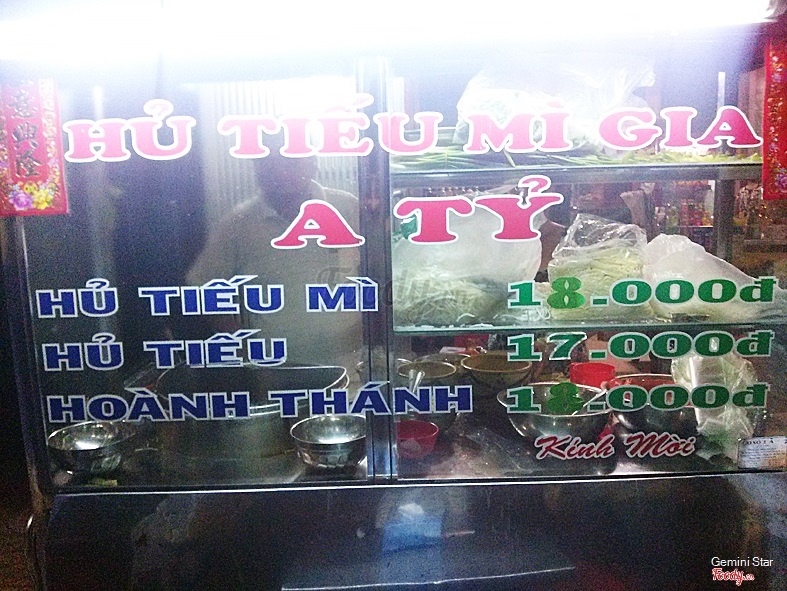 HỦ TIẾU MÌ GIA
A TỶ
HỦ TIẾU MÌ 18.000đ
HỦ TIẾU 17.000đ
HOÀNH THÁNH 18.000đ
Kính Mời
Gemini Star
Foody.vn